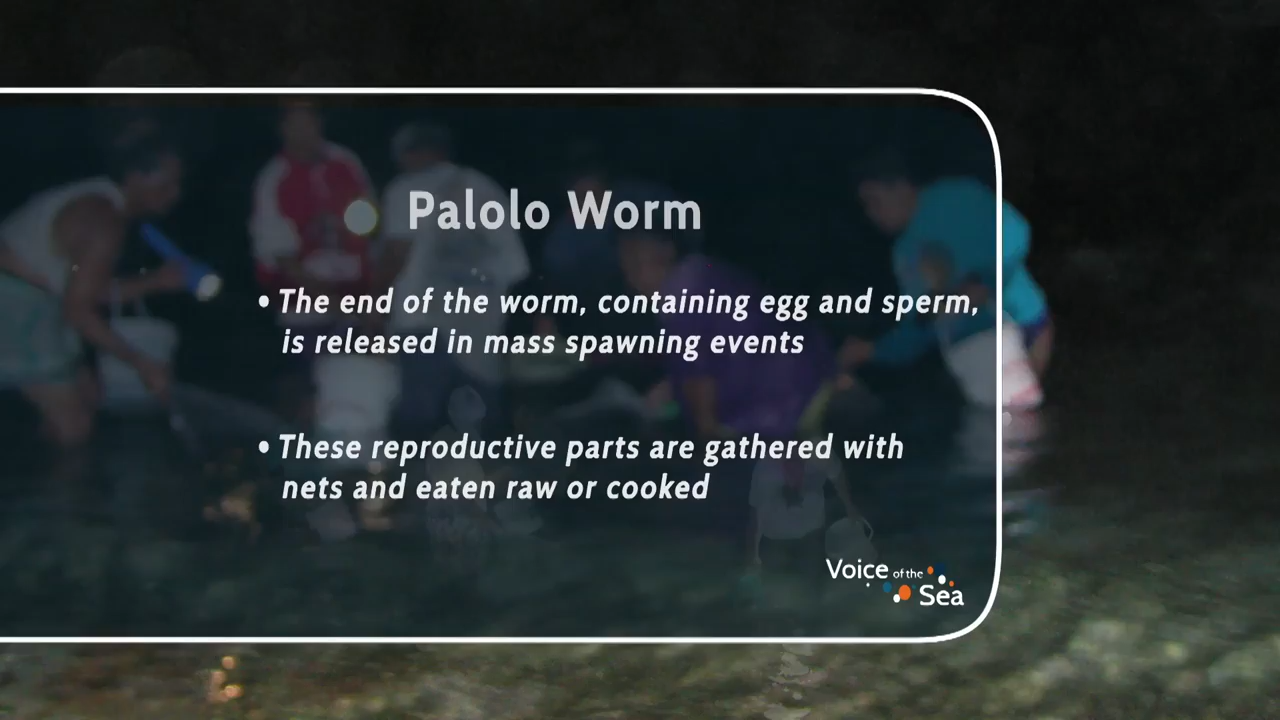 Palolo Worm
• The end of the worm, containing egg and sperm,
is released in mass spawning events
• These reproductive parts are gathered with
nets and eaten raw or cooked
Voice of the
Sea